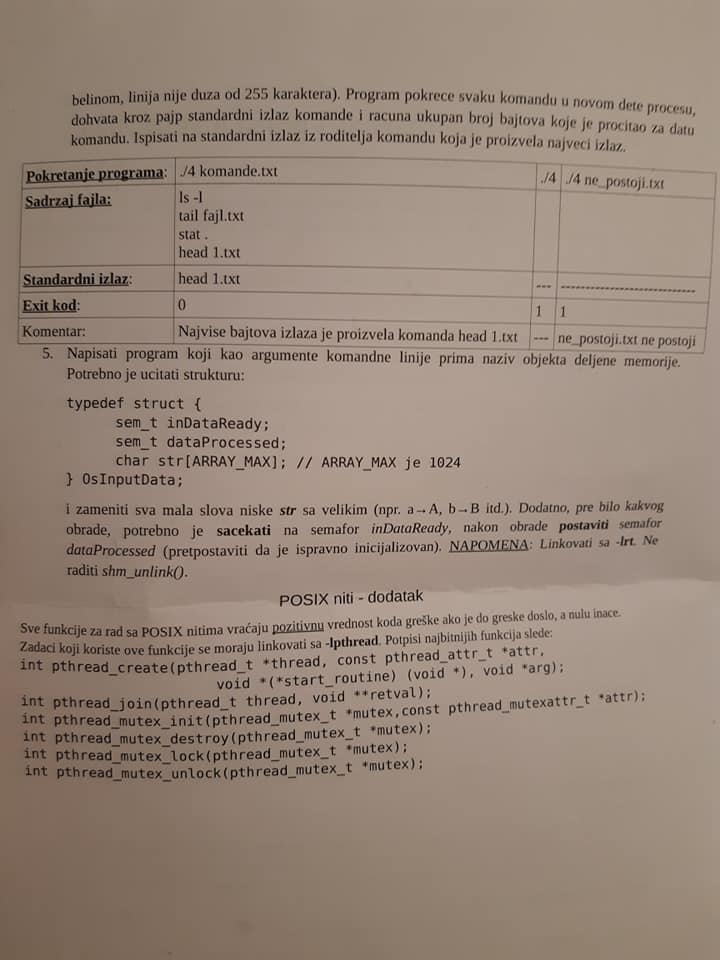 belinom, linija nije duza od 255 karaktera). Program pokrece svaku komandu u novom dete procesu,
dohvata kroz pajp standardni izlaz komande i racuna ukupan broj bajtova koje je procitao za datu
komandu. Ispisati na standardni izlaz iz roditelja komandu koja je proizvela najveci izlaz.
Pokretanje programa: ./4 komande.txt ./4 ./4 ne_postoji.txt
Sadrzaj fajla: ls -l
tail fajl.txt
stat .
head 1.txt
Standardni izlaz: head 1.txt --- ----------------------------
Exit kod: 0 1 1
Komentar: Najvise bajtova izlaza je proizvela komanda head 1.txt --- ne_postoji.txt ne postoji
5. Napisati program koji kao argumente komandne linije prima naziv objekta deljene memorije.
Potrebno je ucitati strukturu:
typedef struct {
sem_t inDataReady;
sem_t dataProcessed;
char str[ARRAY_MAX]; // ARRAY_MAX je 1024
} OsInputData;
i zameniti sva mala slova niske str sa velikim (npr. a→A, b→B itd.). Dodatno, pre bilo kakvog
obrade, potrebno je sacekati na semafor inDataReady, nakon obrade postaviti semafor
dataProcessed (pretpostaviti da je ispravno inicijalizovan). NAPOMENA: Linkovati sa -lrt. Ne
raditi shm_unlink().
POSIX niti - dodatak
Sve funkcije za rad sa POSIX nitima vraćaju pozitivnu vrednost koda greške ako je do greske doslo, a nulu inace.
Zadaci koji koriste ove funkcije se moraju linkovati sa -lpthread. Potpisi najbitnijih funkcija slede:
int pthread_create(pthread_t *thread, const pthread_attr_t *attr,
void *(*start_routine) (void *), void *arg);
int pthread_join(pthread_t thread, void **retval);
int pthread_mutex_init(pthread_mutex_t *mutex,const pthread_mutexattr_t *attr);
int pthread_mutex_destroy(pthread_mutex_t *mutex);
int pthread_mutex_lock(pthread_mutex_t *mutex);
int pthread_mutex_unlock(pthread_mutex_t *mutex);